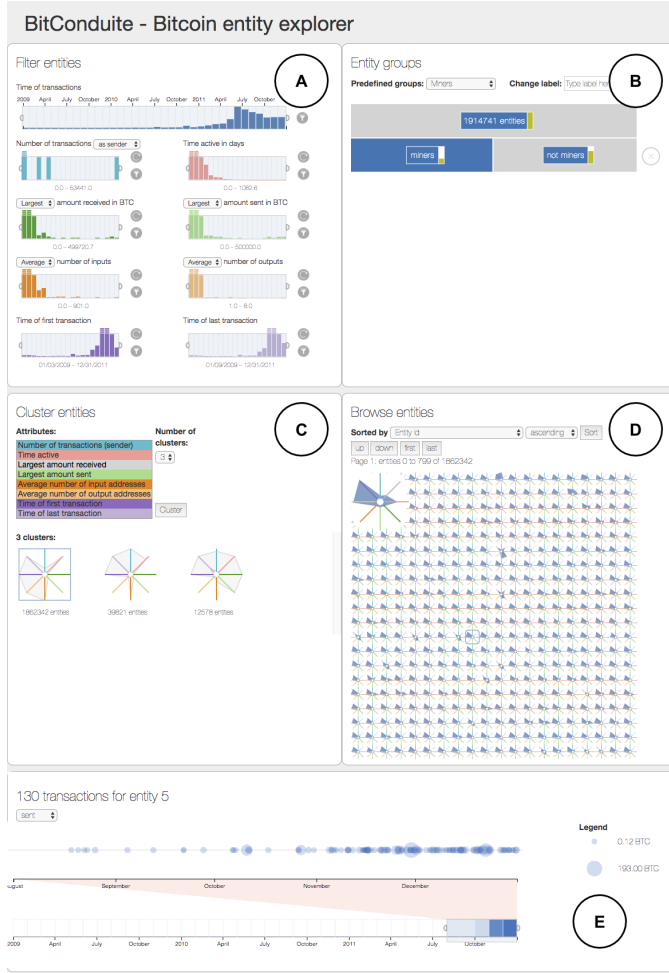 BitConduite - Bitcoin entity explorer
Filter entities
A
Time of transactions
2009 April July October 2010 April July October 2011 April July October
Number of transactions as sender
Time active in days
0.0 – 53441.0
0.0 – 1082.6
Largest amount received in BTC
Largest amount sent in BTC
0.0 – 499720.7
0.0 – 500000.0
Average number of inputs
Average number of outputs
0.0 – 901.0
1.0 – 6.0
Time of first transaction
Time of last transaction
01/03/2009 – 12/31/2011
01/09/2009 – 12/31/2011
Entity groups
B
Predefined groups: Miners Change label: Type label here
1914741 entities
miners
not miners
Cluster entities
C
Attributes:
Number of clusters:
Number of transactions (sender)
Time active
3
Largest amount received
Largest amount sent
Average number of input addresses
Average number of output addresses
Time of first transaction
Cluster
Time of last transaction
3 clusters:
1862342 entities
39821 entities
12578 entities
Browse entities
D
Sorted by Entity id ascending Sort
up down first last
Page 1: entities 0 to 799 of 1862342
130 transactions for entity 5
sent
Legend
0.12 BTC
193.00 BTC
E
ugust September October November December
2009 April July October 2010 April July October 2011 April July October